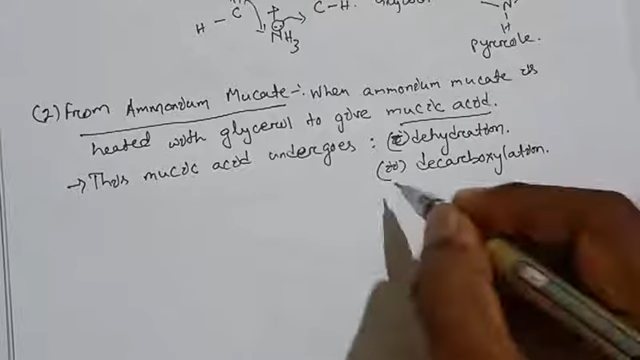 H – C C–H.
NH3
N
H
pyrrole.
(2) From Ammonium Mucate –: When ammonium mucate is
heated with glycerol to give mucic acid.
→ This mucic acid undergoes : (i) dehydration.
(ii) decarboxylation.
(